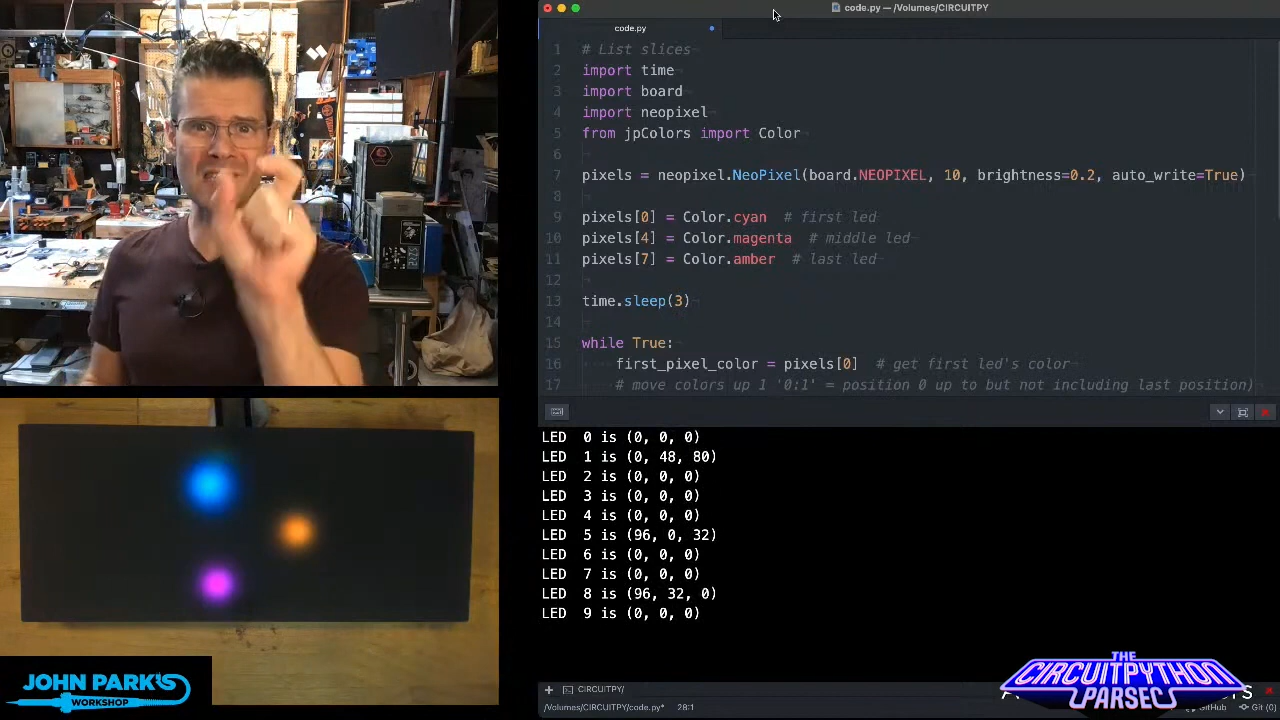 code.py — /Volumes/CIRCUITPY
code.py
1 # List slices
2 import time
3 import board
4 import neopixel
5 from jpColors import Color
6
7 pixels = neopixel.NeoPixel(board.NEOPIXEL, 10, brightness=0.2, auto_write=True)
8
9 pixels[0] = Color.cyan # first led
10 pixels[4] = Color.magenta # middle led
11 pixels[7] = Color.amber # last led
12
13 time.sleep(3)
14
15 while True:
16 first_pixel_color = pixels[0] # get first led's color
17 # move colors up 1 '0:1' = position 0 up to but not including last position)
LED 0 is (0, 0, 0)
LED 1 is (0, 48, 80)
LED 2 is (0, 0, 0)
LED 3 is (0, 0, 0)
LED 4 is (0, 0, 0)
LED 5 is (96, 0, 32)
LED 6 is (0, 0, 0)
LED 7 is (0, 0, 0)
LED 8 is (96, 32, 0)
LED 9 is (0, 0, 0)
CIRCUITPY/
/Volumes/CIRCUITPY/code.py* 28:1
GitHub Git (0)
JOHN PARK'S
WORKSHOP
THE
CIRCUITPYTHON
PARSEC